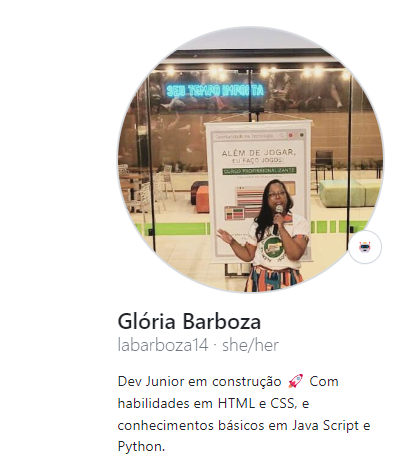 SEU TEMPO IMPORTA
ALÉM DE JOGAR,
EU FAÇO JOGOS!
CURSO PROFISSIONALIZANTE
Glória Barboza
labarboza14 · she/her
Dev Junior em construção 🚀 Com
habilidades em HTML e CSS, e
conhecimentos básicos em Java Script e
Python.